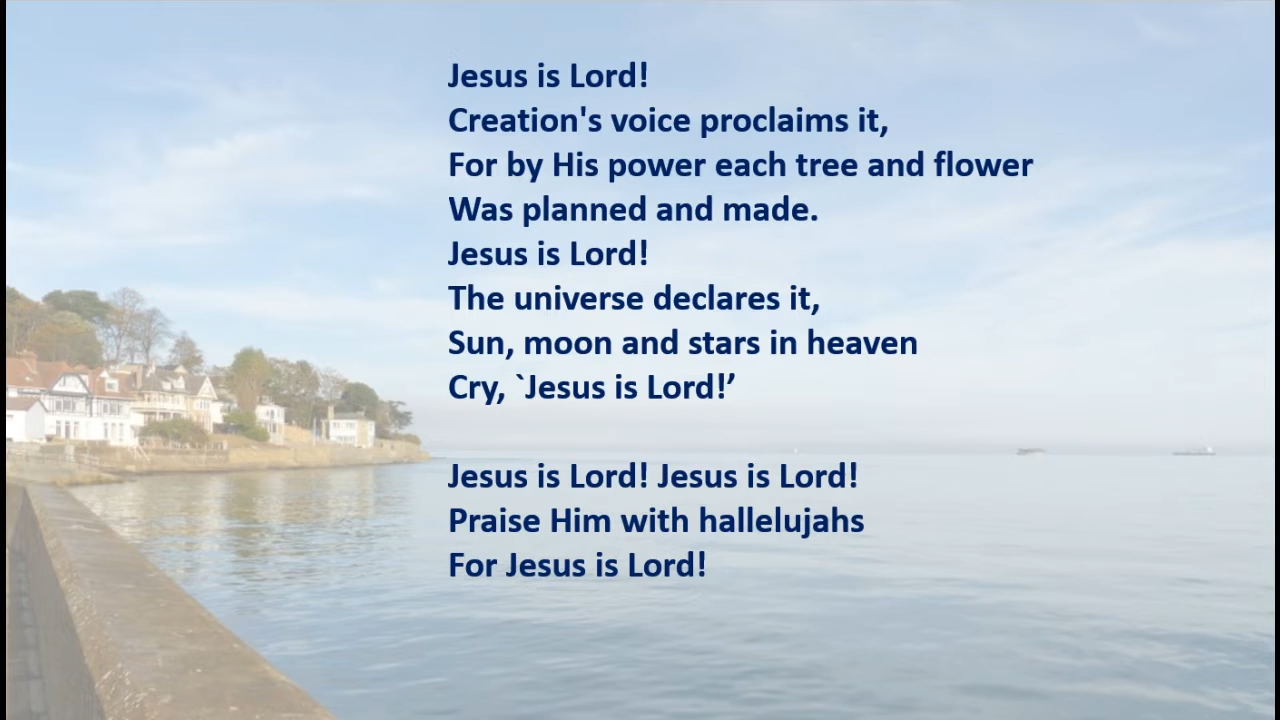 Jesus is Lord!
Creation's voice proclaims it,
For by His power each tree and flower
Was planned and made.
Jesus is Lord!
The universe declares it,
Sun, moon and stars in heaven
Cry, `Jesus is Lord!’

Jesus is Lord! Jesus is Lord!
Praise Him with hallelujahs
For Jesus is Lord!